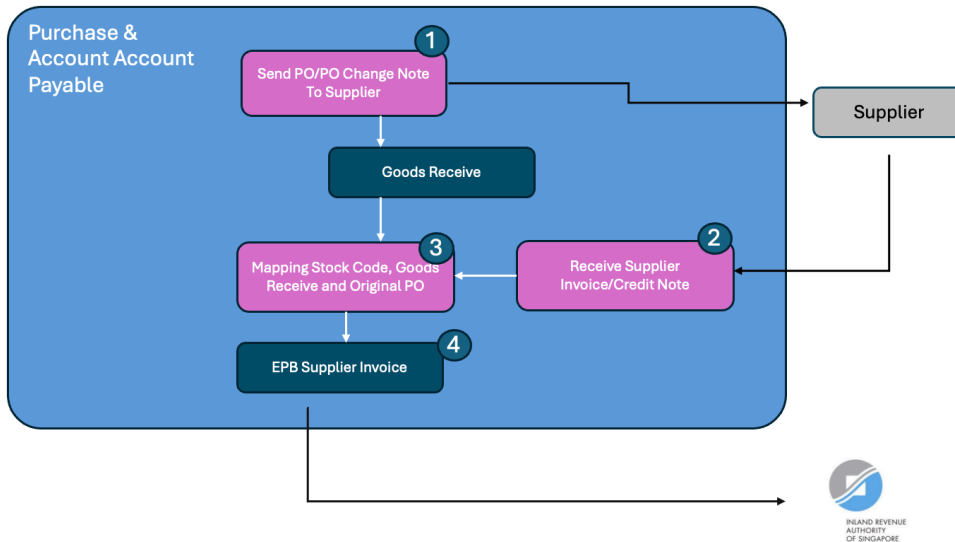 Purchase &
Account Account
Payable
1
Send PO/PO Change Note
To Supplier
Supplier
Goods Receive
3
Mapping Stock Code, Goods
Receive and Original PO
2
Receive Supplier
Invoice/Credit Note
4
EPB Supplier Invoice
INLAND REVENUE
AUTHORITY
OF SINGAPORE